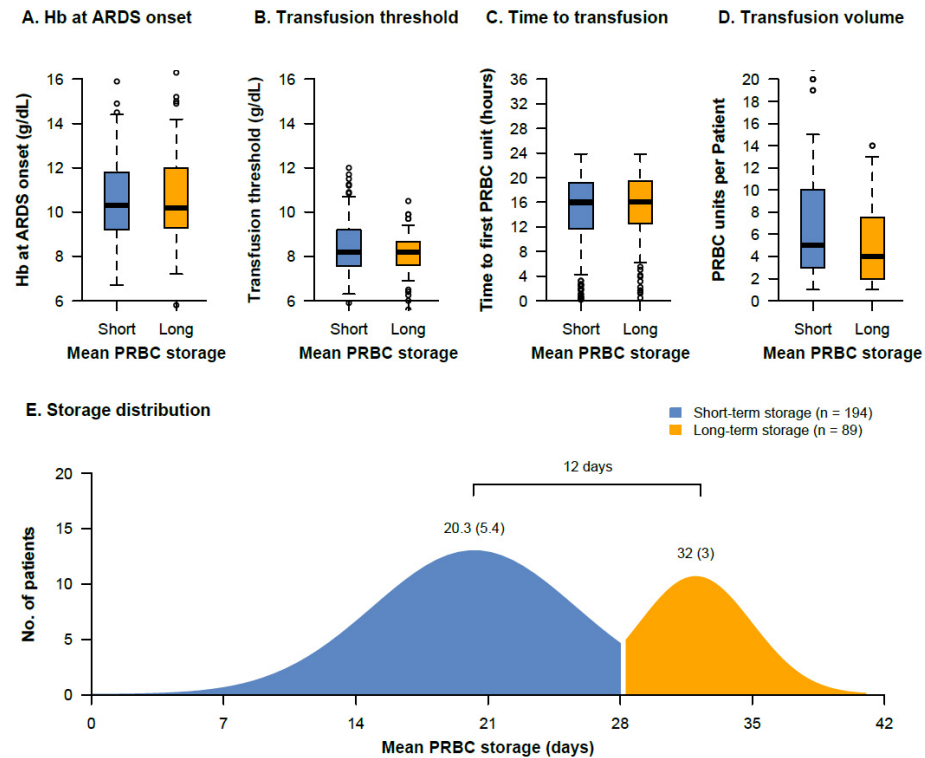 A. Hb at ARDS onset
B. Transfusion threshold
C. Time to transfusion
D. Transfusion volume
Hb at ARDS onset (g/dL)
16
14
12
10
8
6
Short
Long
Mean PRBC storage
Transfusion threshold (g/dL)
16
14
12
10
8
6
Short
Long
Mean PRBC storage
Time to first PRBC unit (hours)
36
32
28
24
20
16
12
8
4
0
Short
Long
Mean PRBC storage
PRBC units per Patient
20
18
16
14
12
10
8
6
4
2
0
Short
Long
Mean PRBC storage
E. Storage distribution
Short-term storage (n = 194)
Long-term storage (n = 89)
12 days
20.3 (5.4)
32 (3)
No. of patients
20
15
10
5
0
0
7
14
21
28
35
42
Mean PRBC storage (days)